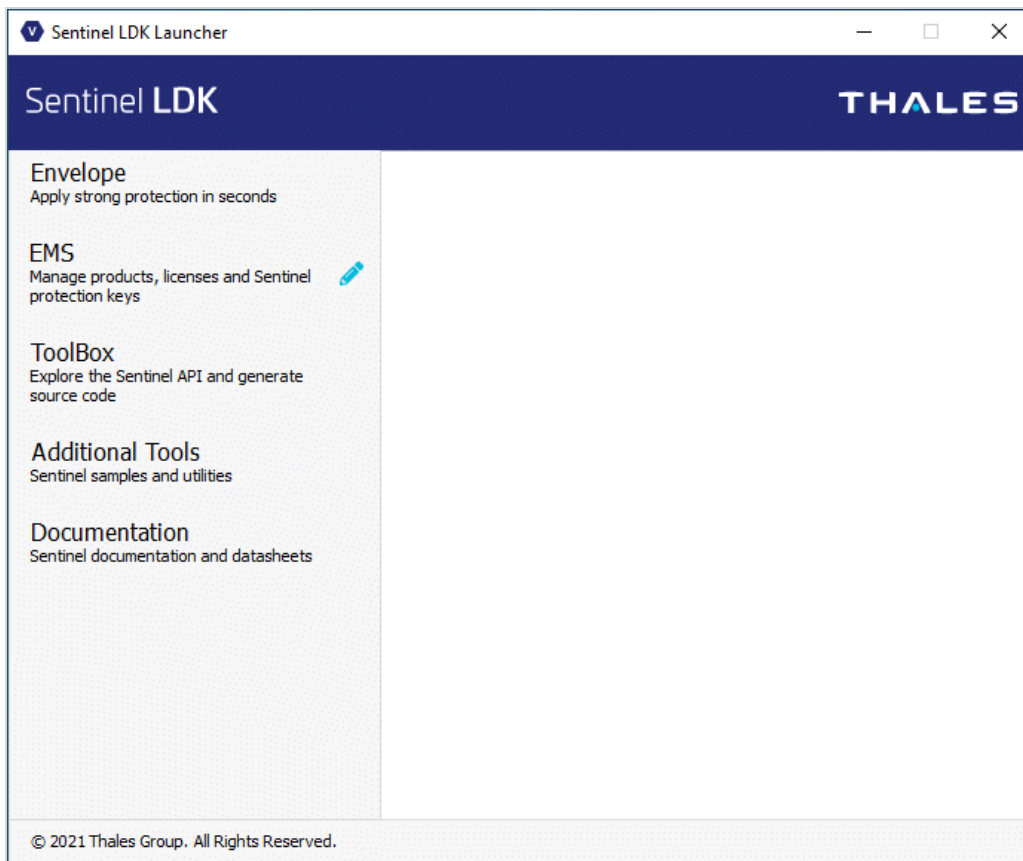 V Sentinel LDK Launcher
Sentinel LDK
THALES
Envelope
Apply strong protection in seconds
EMS
Manage products, licenses and Sentinel
protection keys
ToolBox
Explore the Sentinel API and generate
source code
Additional Tools
Sentinel samples and utilities
Documentation
Sentinel documentation and datasheets
© 2021 Thales Group. All Rights Reserved.